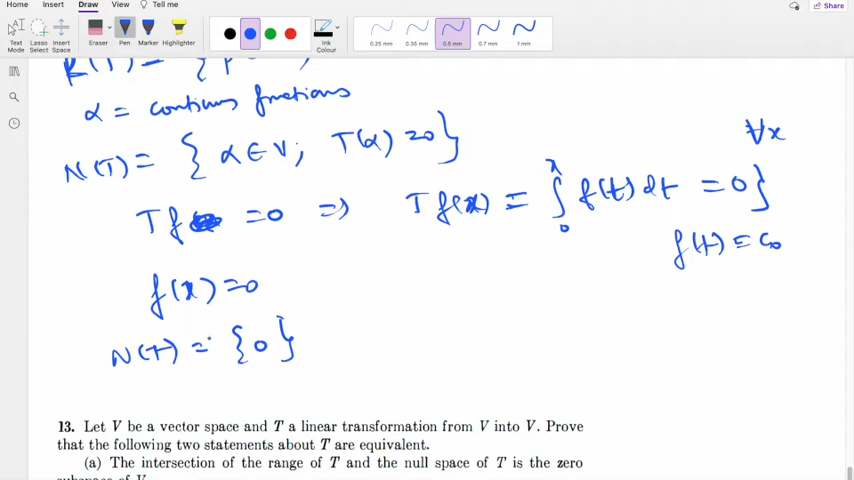 Home Insert Draw View Tell me Share
Text Mode Lasso Select Insert Space Eraser Pen Marker Highlighter Ink Colour 0.25 mm 0.35 mm 0.5 mm 0.7 mm 1 mm
α = continus functions
N(T) = { α ∈ V; T(α) = 0 }
∀x
Tf = 0 ⇒ Tf(x) = ∫₀ˣ f(t) dt = 0 }
f(t) = c₀
f(x) = 0
N(T) = {0}
13. Let V be a vector space and T a linear transformation from V into V. Prove
that the following two statements about T are equivalent.
(a) The intersection of the range of T and the null space of T is the zero
subspace of V.